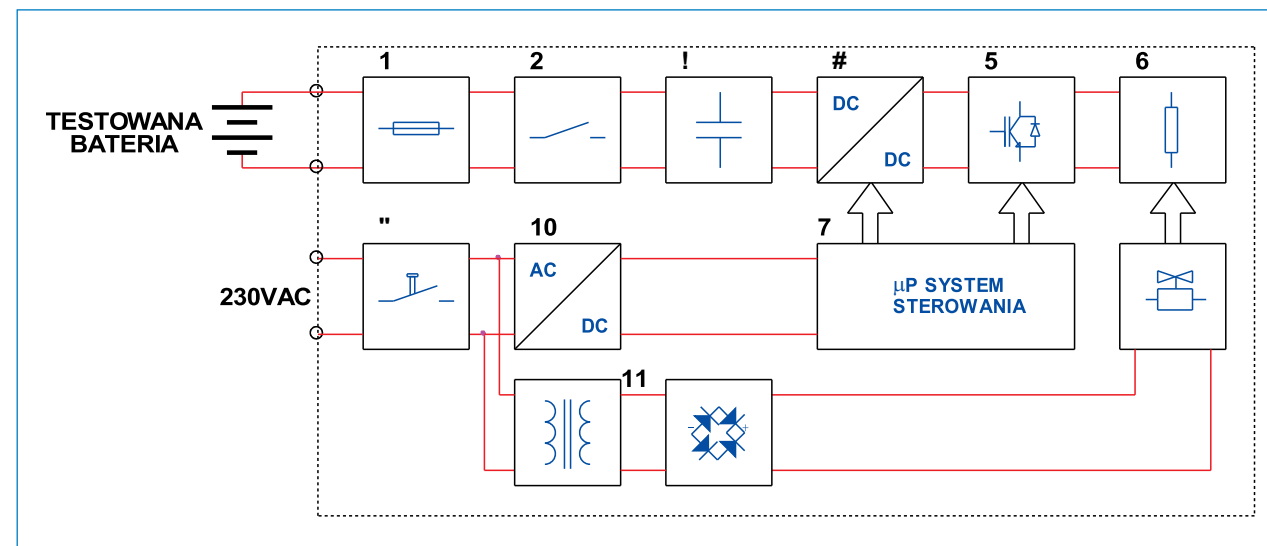 1
2
!
#
5
6
TESTOWANA
BATERIA
DC
DC
"
10
7
230VAC
AC
DC
µP SYSTEM
STEROWANIA
11
-
+